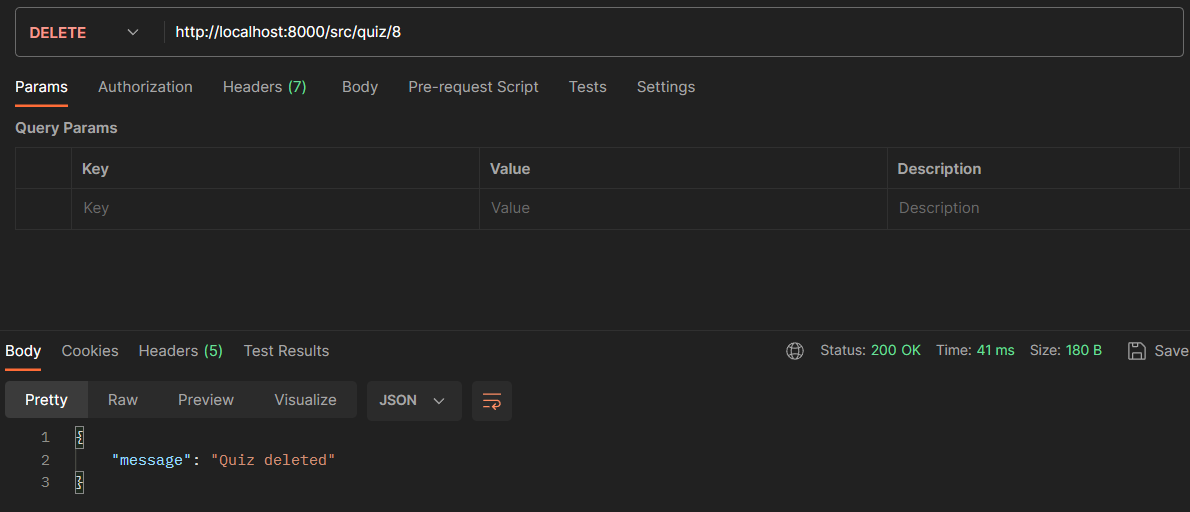 DELETE http://localhost:8000/src/quiz/8
Params Authorization Headers (7) Body Pre-request Script Tests Settings
Query Params
Key Value Description
Key Value Description
Body Cookies Headers (5) Test Results Status: 200 OK Time: 41 ms Size: 180 B Save
Pretty Raw Preview Visualize JSON
1 {
2 "message": "Quiz deleted"
3 }